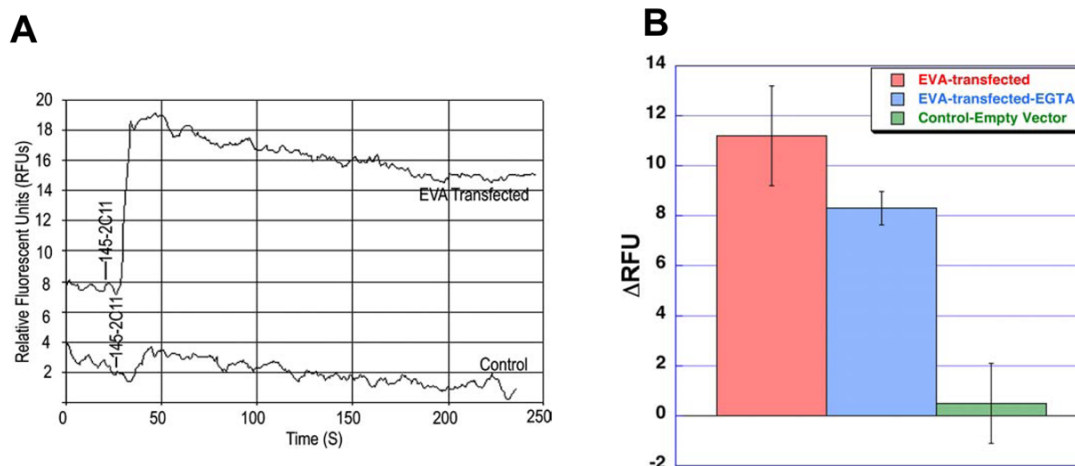 A
Relative Fluorescent Units (RFUs)
20
18
16
14
12
10
8
6
4
2
145-2C11
145-2C11
EVA Transfected
Control
0
50
100
150
200
250
Time (S)
B
ΔRFU
14
12
10
8
6
4
2
0
-2
EVA-transfected
EVA-transfected-EGTA
Control-Empty Vector